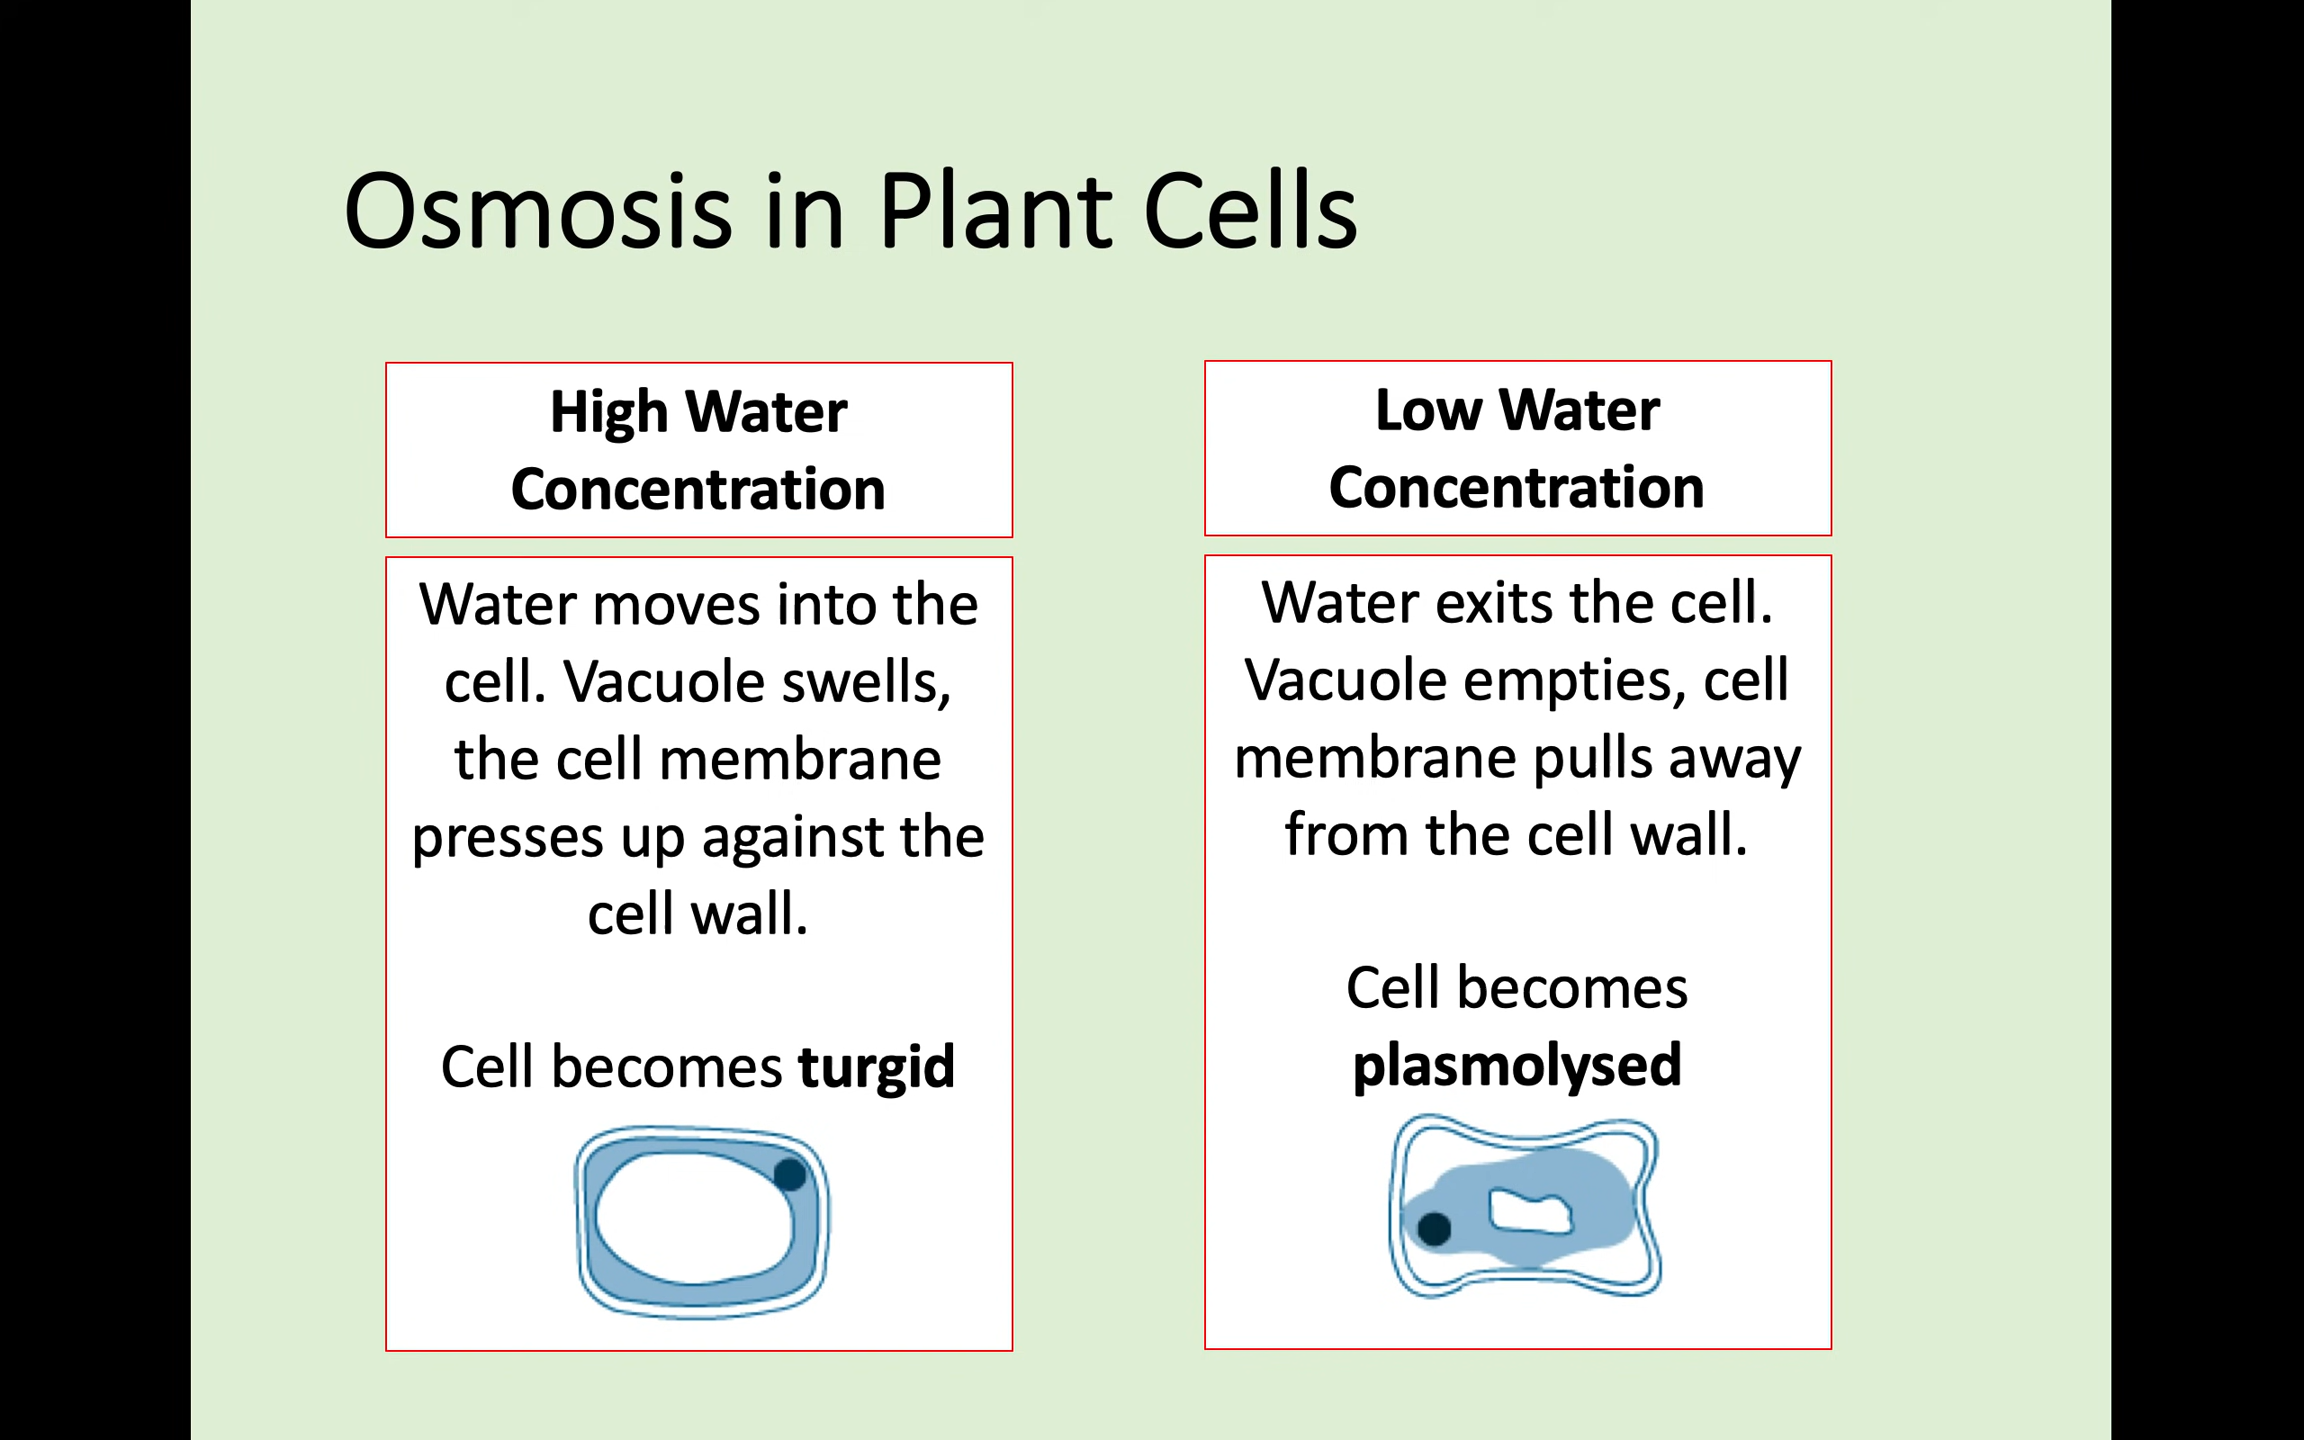 Osmosis in Plant Cells
High Water
Concentration
Water moves into the
cell. Vacuole swells,
the cell membrane
presses up against the
cell wall.
Cell becomes turgid
Low Water
Concentration
Water exits the cell.
Vacuole empties, cell
membrane pulls away
from the cell wall.
Cell becomes
plasmolysed